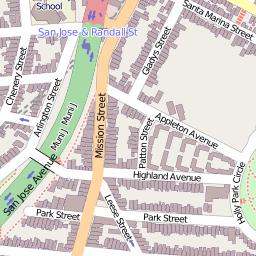 School
San Jose & Randall St
Santa Marina Street
Chenery Street
Arlington Street
Gladys Street
Muni J
Muni J
Mission Street
Appleton Avenue
Patton Street
Highland Avenue
Holly Park Circle
San Jose Avenue
Park Street
Leese Street
Park Street